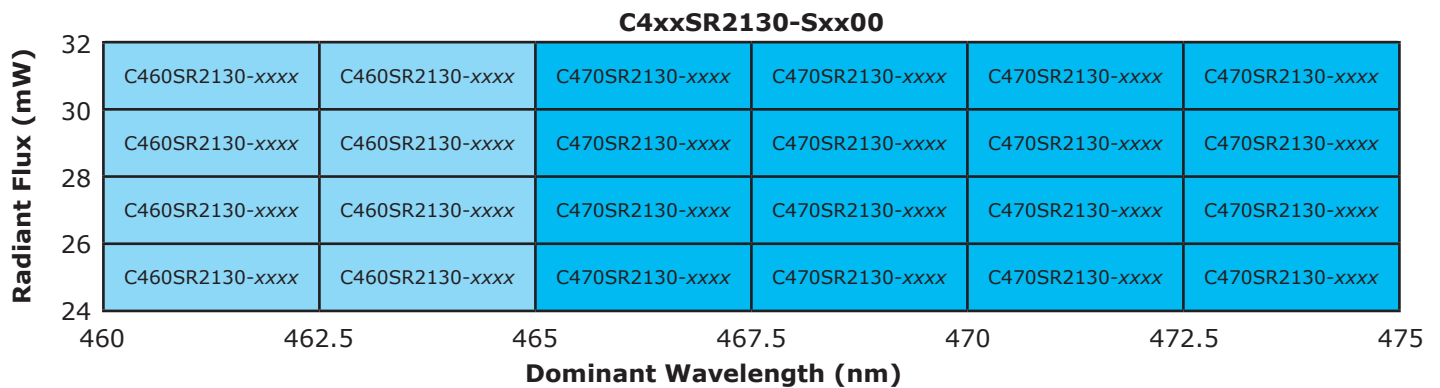 C4xxSR2130-Sxx00
Radiant Flux (mW)
32
C460SR2130-xxxx C460SR2130-xxxx C470SR2130-xxxx C470SR2130-xxxx C470SR2130-xxxx C470SR2130-xxxx
30
C460SR2130-xxxx C460SR2130-xxxx C470SR2130-xxxx C470SR2130-xxxx C470SR2130-xxxx C470SR2130-xxxx
28
C460SR2130-xxxx C460SR2130-xxxx C470SR2130-xxxx C470SR2130-xxxx C470SR2130-xxxx C470SR2130-xxxx
26
C460SR2130-xxxx C460SR2130-xxxx C470SR2130-xxxx C470SR2130-xxxx C470SR2130-xxxx C470SR2130-xxxx
24
460 462.5 465 467.5 470 472.5 475
Dominant Wavelength (nm)